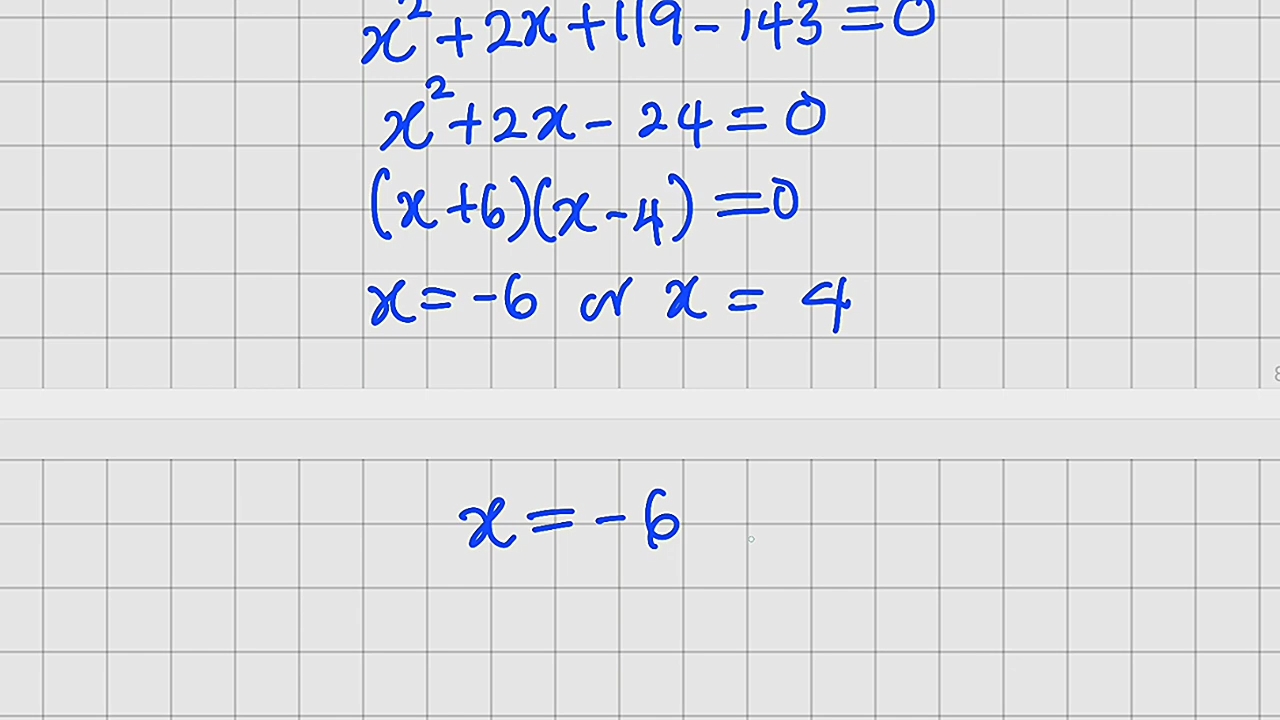 x²+2x+119-143=0
x²+2x-24=0
(x+6)(x-4)=0
x=-6 or x=4
x=-6